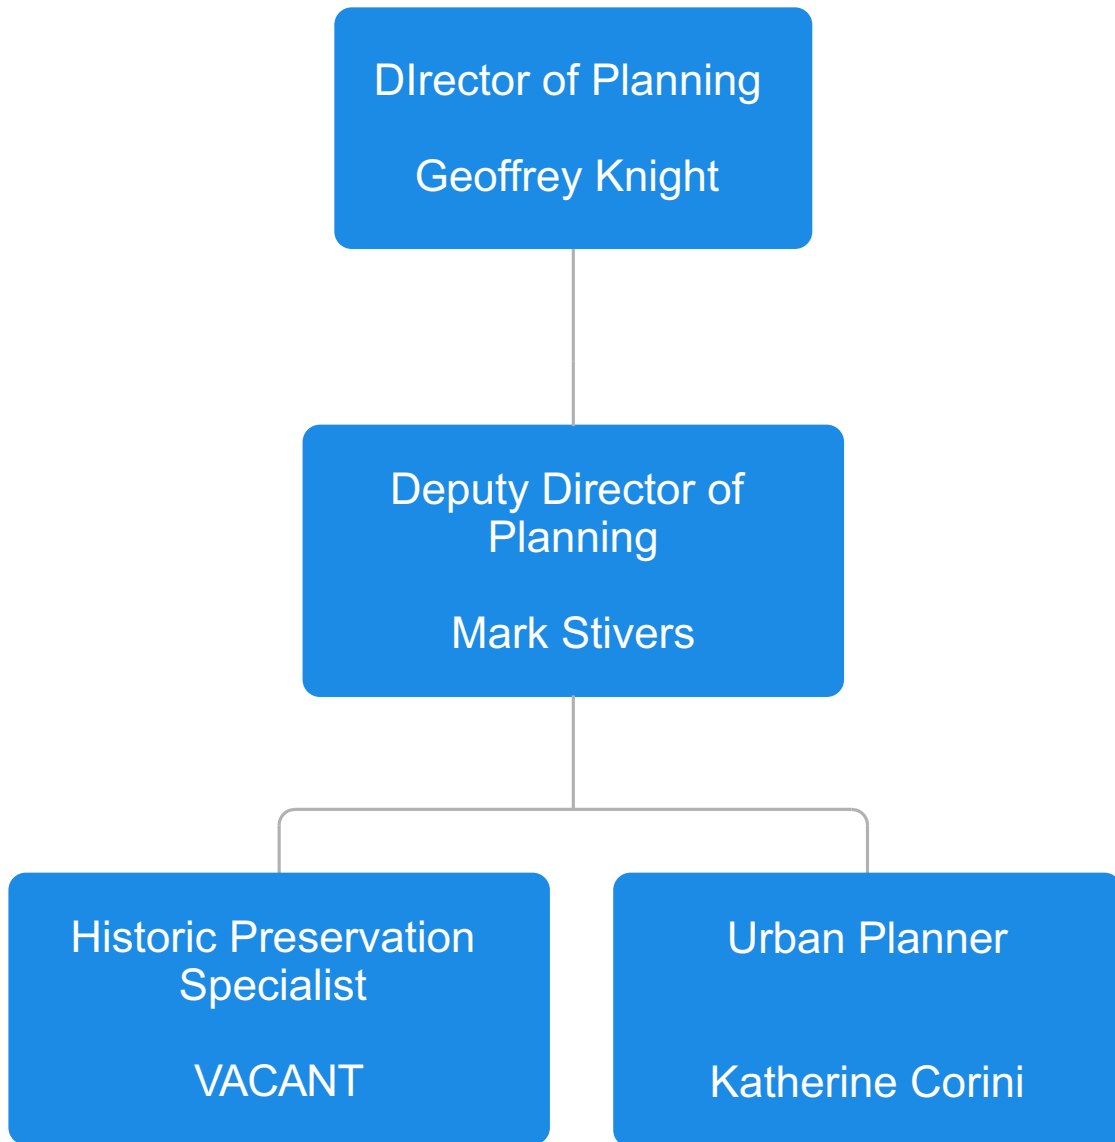 DIrector of Planning
Geoffrey Knight
Deputy Director of
Planning
Mark Stivers
Historic Preservation
Specialist
VACANT
Urban Planner
Katherine Corini